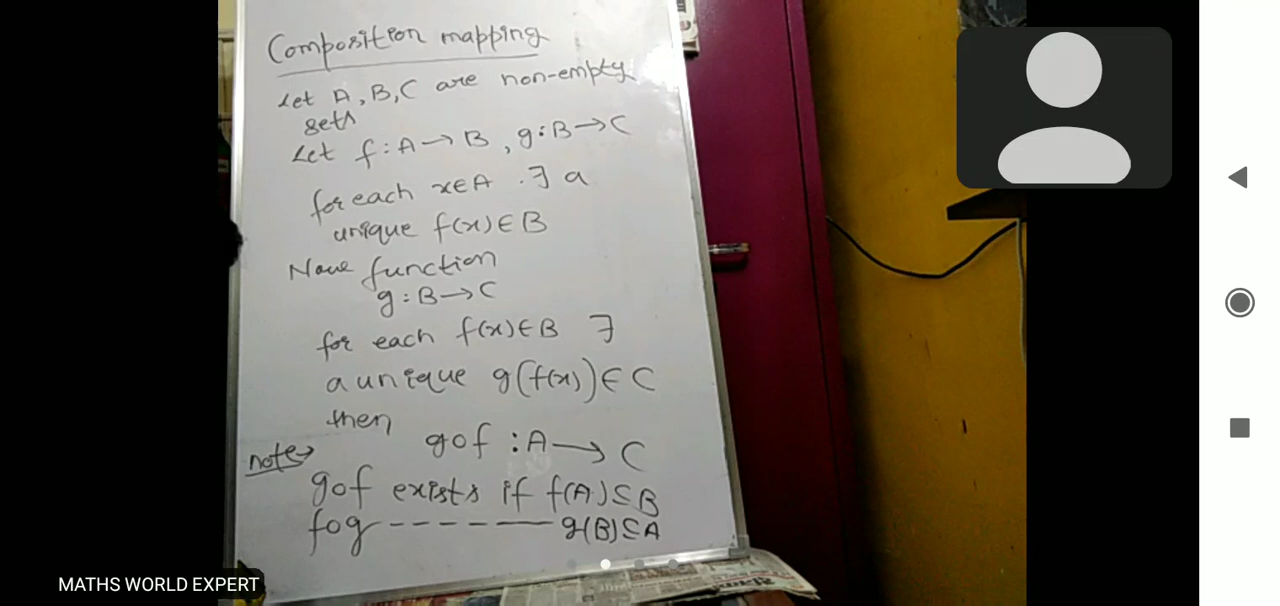 Composition mapping
Let A, B, C are non-empty
sets
Let f : A → B , g : B → C
for each x ∈ A . ∃ a
unique f(x) ∈ B
Now function
g : B → C
for each f(x) ∈ B ∃
a unique g(f(x)) ∈ C
then
gof : A → C
note→
gof exists if f(A) ⊆ B
fog ------- g(B) ⊆ A
MATHS WORLD EXPERT